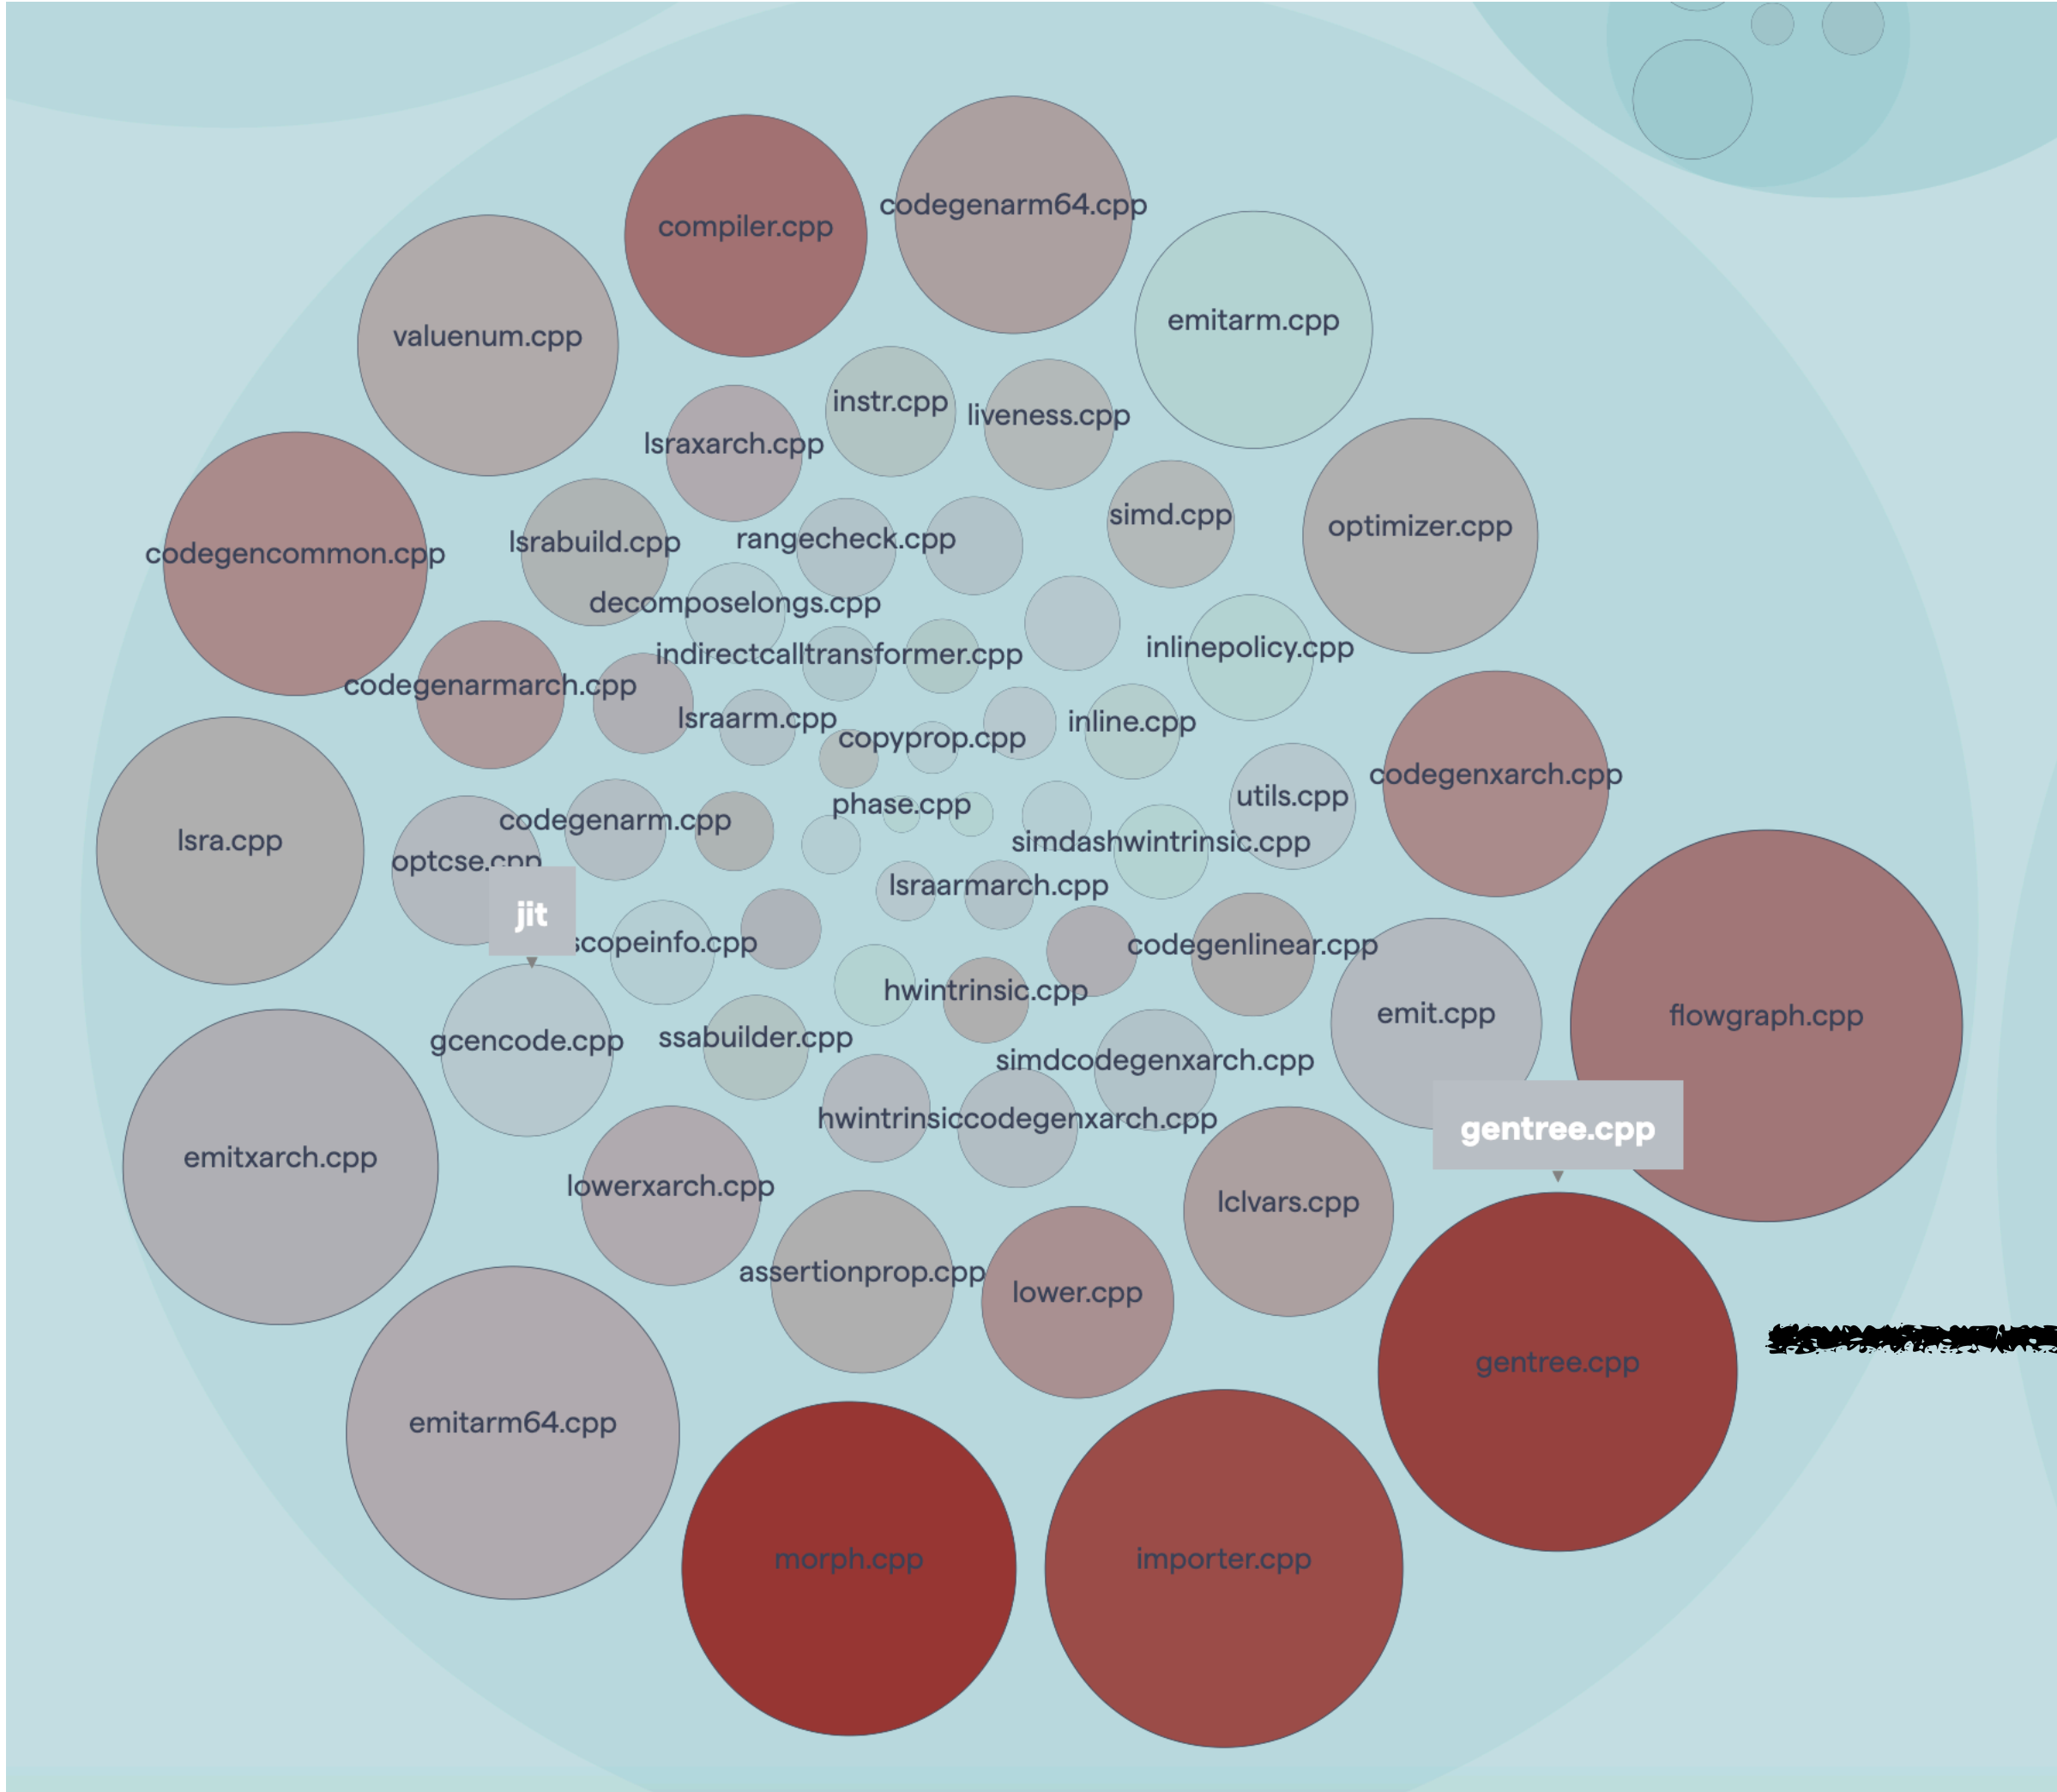 codegenarm64.cpp
compiler.cpp
emitarm.cpp
valuenum.cpp
instr.cpp
liveness.cpp
lsraxarch.cpp
simd.cpp
optimizer.cpp
rangecheck.cpp
lsrabuild.cpp
codegencommon.cpp
decomposelongs.cpp
inlinepolicy.cpp
indirectcalltransformer.cpp
codegenarmarch.cpp
lsraarm.cpp
inline.cpp
copyprop.cpp
codegenxarch.cpp
utils.cpp
phase.cpp
codegenarm.cpp
lsra.cpp
simdashwintrinsic.cpp
optcse.cpp
lsraarmarch.cpp
jit
scopeinfo.cpp
codegenlinear.cpp
hwintrinsic.cpp
emit.cpp
flowgraph.cpp
gcencode.cpp
ssabuilder.cpp
simdcodegenxarch.cpp
hwintrinsiccodegenxarch.cpp
gentree.cpp
emitxarch.cpp
lowerxarch.cpp
lclvars.cpp
assertionprop.cpp
lower.cpp
gentree.cpp
emitarm64.cpp
morph.cpp
importer.cpp